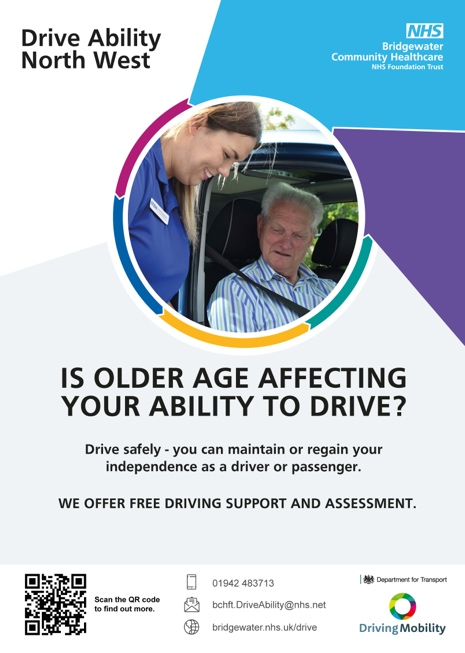 Drive Ability
North West
NHS
Bridgewater
Community Healthcare
NHS Foundation Trust
IS OLDER AGE AFFECTING
YOUR ABILITY TO DRIVE?
Drive safely - you can maintain or regain your
independence as a driver or passenger.
WE OFFER FREE DRIVING SUPPORT AND ASSESSMENT.
Scan the QR code
to find out more.
01942 483713
bchft.DriveAbility@nhs.net
bridgewater.nhs.uk/drive
Department for Transport
DrivingMobility